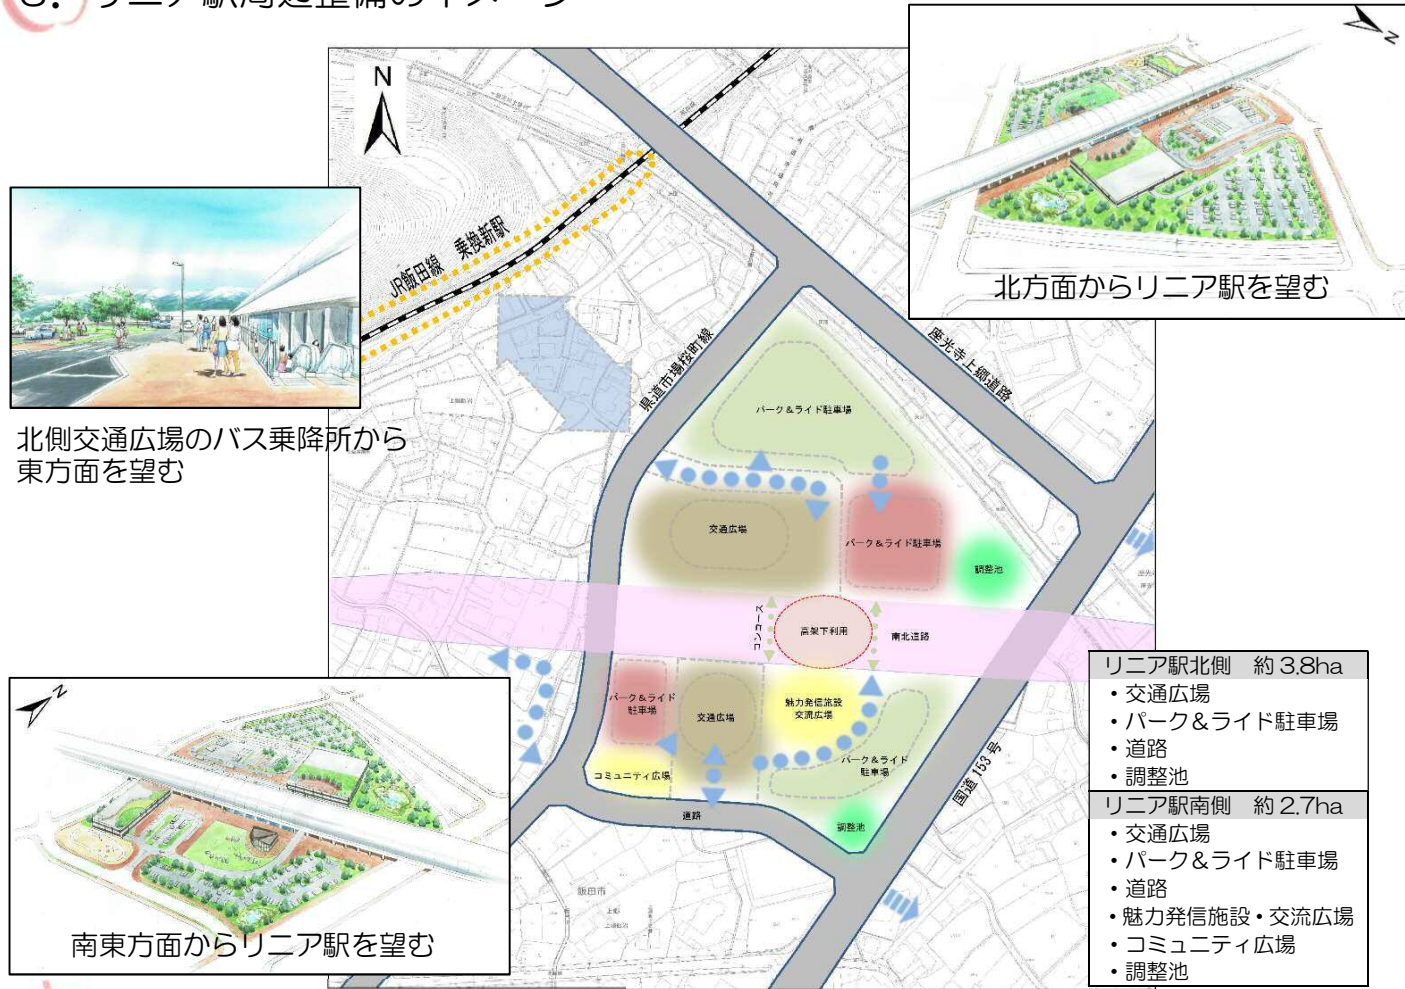 リニア駅周辺整備のイメージ
N
N
北方面からリニア駅を望む
JR飯田線 乗換新駅
県道市場桜町線
座光寺上郷道路
北側交通広場のバス乗降所から
東方面を望む
パーク＆ライド駐車場
交通広場
パーク＆ライド駐車場
調整池
コンコース
高架下利用
南北道路
パーク＆ライド
駐車場
交通広場
魅力発信施設
交流広場
パーク＆ライド
駐車場
コミュニティ広場
道路
調整池
国道 153 号
飯田市
リニア駅北側 約 3.8ha
・交通広場
・パーク＆ライド駐車場
・道路
・調整池
リニア駅南側 約 2.7ha
・交通広場
・パーク＆ライド駐車場
・道路
・魅力発信施設・交流広場
・コミュニティ広場
・調整池
N
南東方面からリニア駅を望む